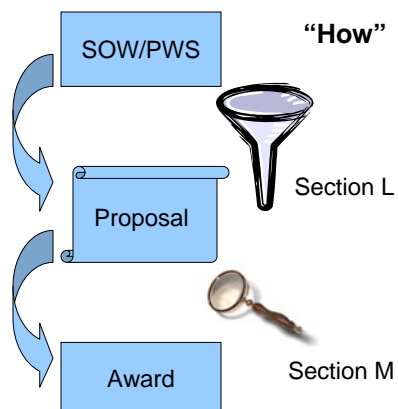 “How”
SOW/PWS
Section L
Proposal
Section M
Award